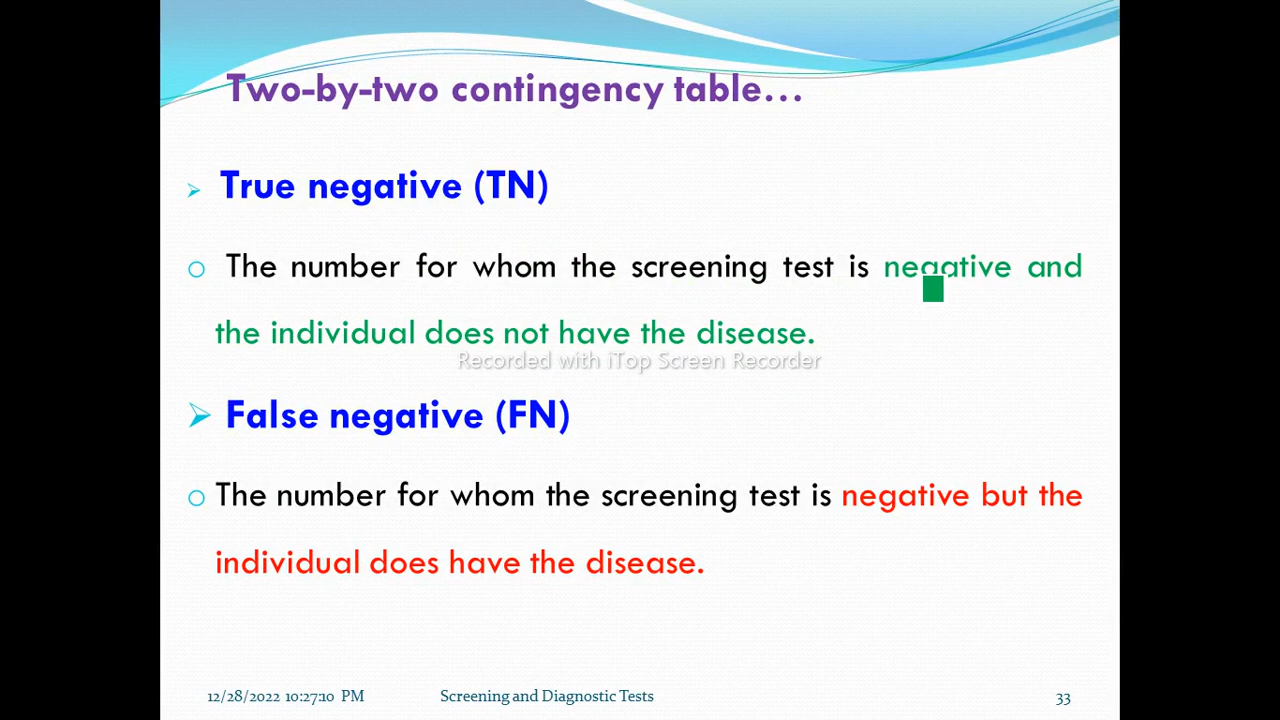 Two-by-two contingency table…
True negative (TN)
The number for whom the screening test is negative and
the individual does not have the disease.
Recorded with iTop Screen Recorder
False negative (FN)
The number for whom the screening test is negative but the
individual does have the disease.
12/28/2022 10:27:10 PM Screening and Diagnostic Tests 33